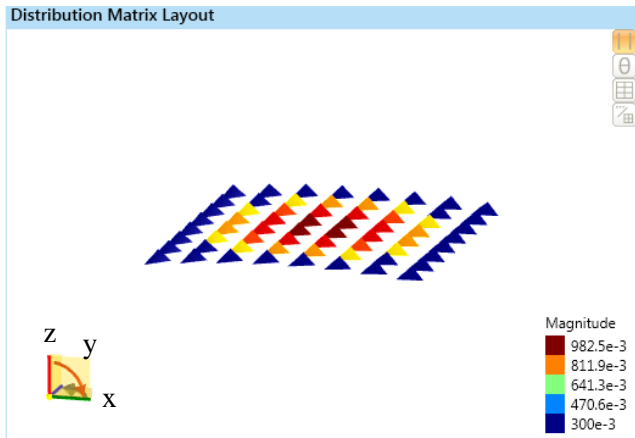 Distribution Matrix Layout
θ
z
y
x
Magnitude
982.5e-3
811.9e-3
641.3e-3
470.6e-3
300e-3